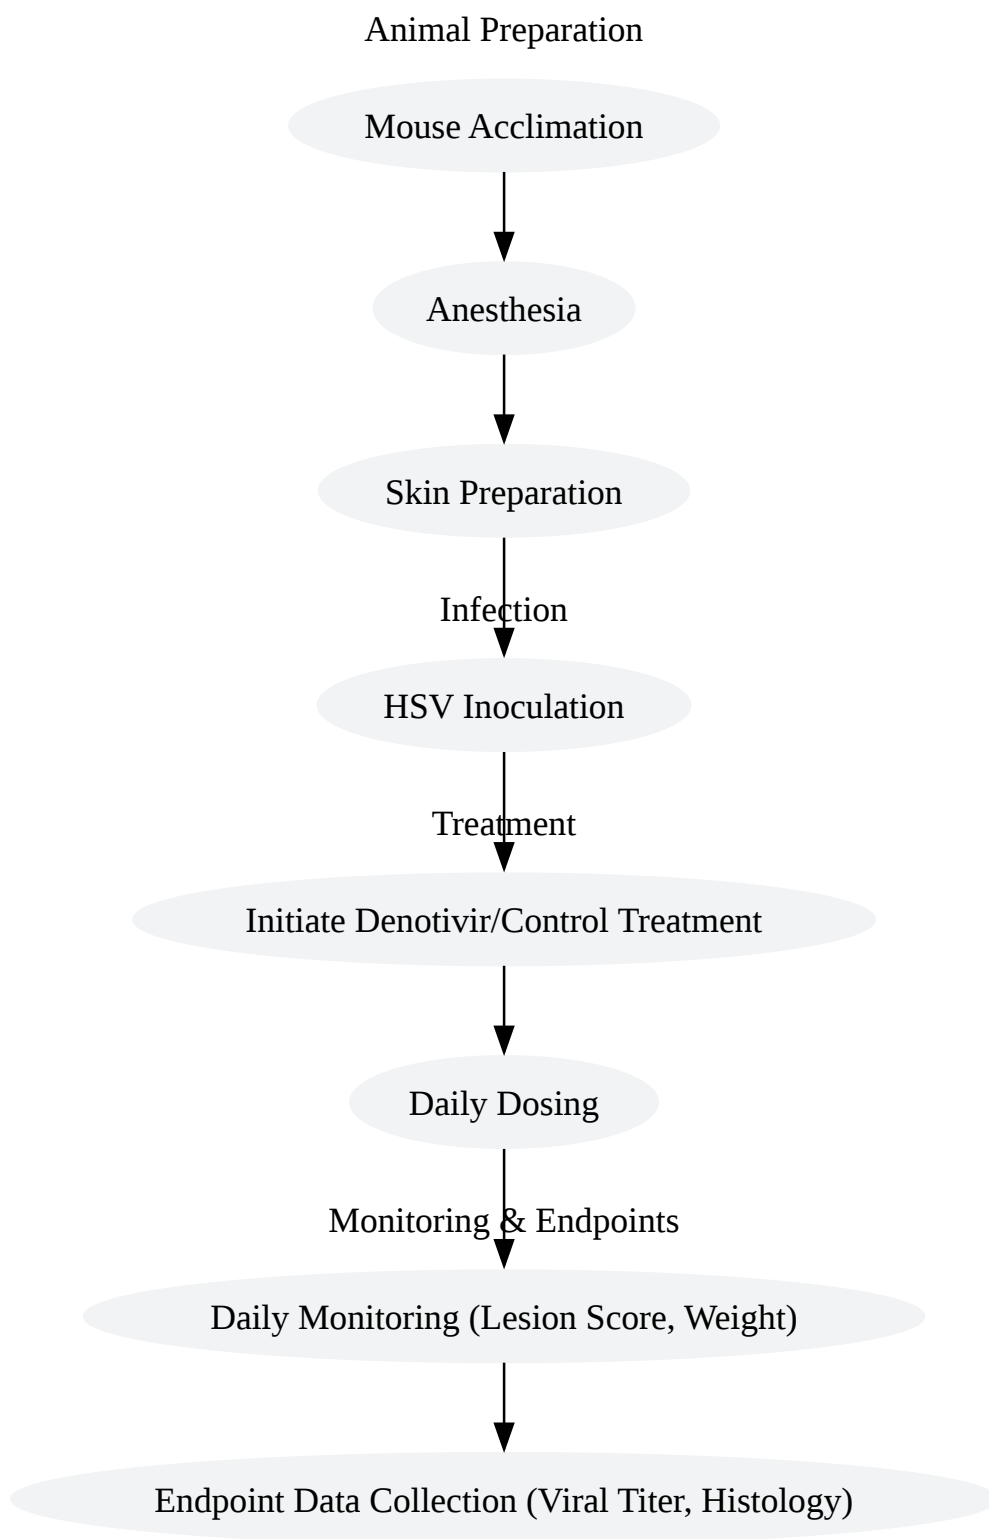 Animal Preparation
Mouse Acclimation
Anesthesia
Skin Preparation
Infection
HSV Inoculation
Treatment
Initiate Denotivir/Control Treatment
Daily Dosing
Monitoring & Endpoints
Daily Monitoring (Lesion Score, Weight)
Endpoint Data Collection (Viral Titer, Histology)